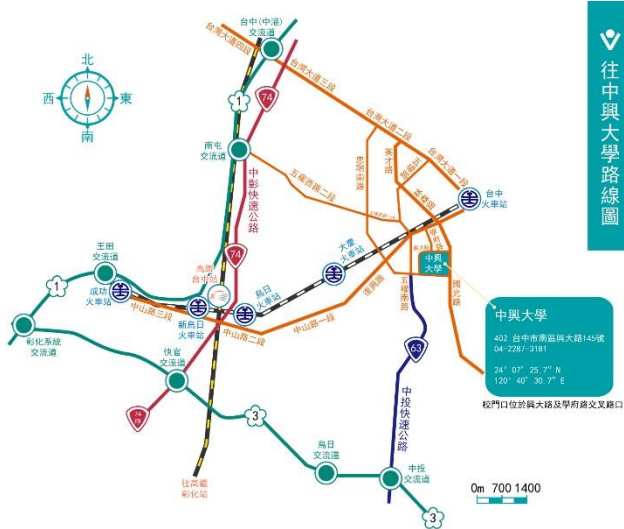 往中興大學路線圖
台中(中港)
交流道
台灣大道四段
台灣大道三段
台灣大道二段
台灣大道一段
北
西
東
南
1
74
南屯
交流道
中彰快速公路
五權西路二段
英才路
台中
火車站
大慶
火車站
74
高鐵
台中站
王田
交流道
成功
火車站
1
中山路三段
新烏日
火車站
烏日
火車站
中山路二段
中山路一段
復興路
五權南路
興大路
學府路
國光路
中興
大學
彰化系統
交流道
快官
交流道
74
甲
3
63
中投快速公路
中興大學
402 台中市南區興大路145號
04-2287-3181
24° 07' 25.7" N
120° 40' 30.7" E
校門口位於興大路及學府路交叉路口
往高鐵
彰化站
烏日
交流道
中投
交流道
3
0m 700 1400